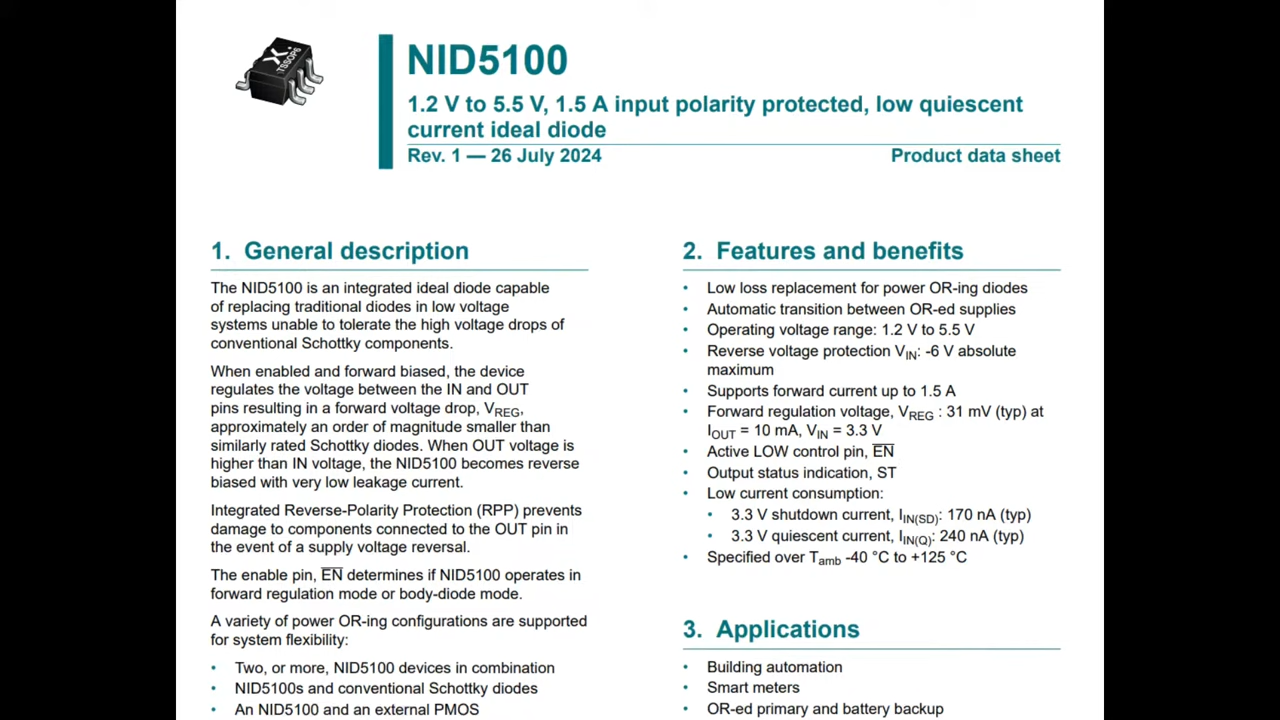 TSSOP6
NID5100
1.2 V to 5.5 V, 1.5 A input polarity protected, low quiescent
current ideal diode
Rev. 1 — 26 July 2024
Product data sheet
1. General description
The NID5100 is an integrated ideal diode capable
of replacing traditional diodes in low voltage
systems unable to tolerate the high voltage drops of
conventional Schottky components.
When enabled and forward biased, the device
regulates the voltage between the IN and OUT
pins resulting in a forward voltage drop, VREG,
approximately an order of magnitude smaller than
similarly rated Schottky diodes. When OUT voltage is
higher than IN voltage, the NID5100 becomes reverse
biased with very low leakage current.
Integrated Reverse-Polarity Protection (RPP) prevents
damage to components connected to the OUT pin in
the event of a supply voltage reversal.
The enable pin, E̅N̅ determines if NID5100 operates in
forward regulation mode or body-diode mode.
A variety of power OR-ing configurations are supported
for system flexibility:
• Two, or more, NID5100 devices in combination
• NID5100s and conventional Schottky diodes
• An NID5100 and an external PMOS
2. Features and benefits
• Low loss replacement for power OR-ing diodes
• Automatic transition between OR-ed supplies
• Operating voltage range: 1.2 V to 5.5 V
• Reverse voltage protection VIN: -6 V absolute
maximum
• Supports forward current up to 1.5 A
• Forward regulation voltage, VREG : 31 mV (typ) at
IOUT = 10 mA, VIN = 3.3 V
• Active LOW control pin, E̅N̅
• Output status indication, ST
• Low current consumption:
• 3.3 V shutdown current, IIN(SD): 170 nA (typ)
• 3.3 V quiescent current, IIN(Q): 240 nA (typ)
• Specified over Tamb -40 °C to +125 °C
3. Applications
• Building automation
• Smart meters
• OR-ed primary and battery backup